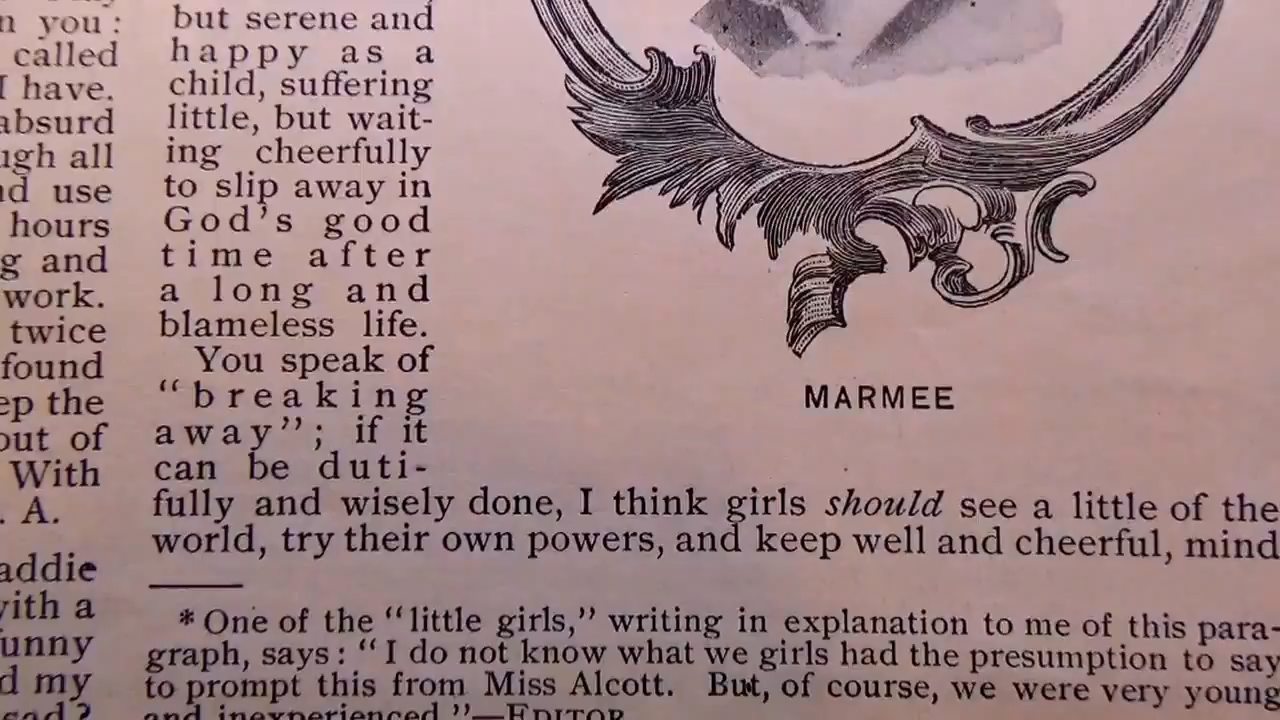 n you:
called
I have.
absurd
ugh all
nd use
hours
g and
work.
twice
found
ep the
out of
With
. A.
addie
with a
unny
d my
sad?
but serene and
happy as a
child, suffering
little, but wait-
ing cheerfully
to slip away in
God's good
time after
a long and
blameless life.
You speak of
"breaking
away"; if it
can be duti-
fully and wisely done, I think girls should see a little of the
world, try their own powers, and keep well and cheerful, mind
MARMEE
* One of the "little girls," writing in explanation to me of this para-
graph, says: "I do not know what we girls had the presumption to say
to prompt this from Miss Alcott. But, of course, we were very young
and inexperienced."—EDITOR